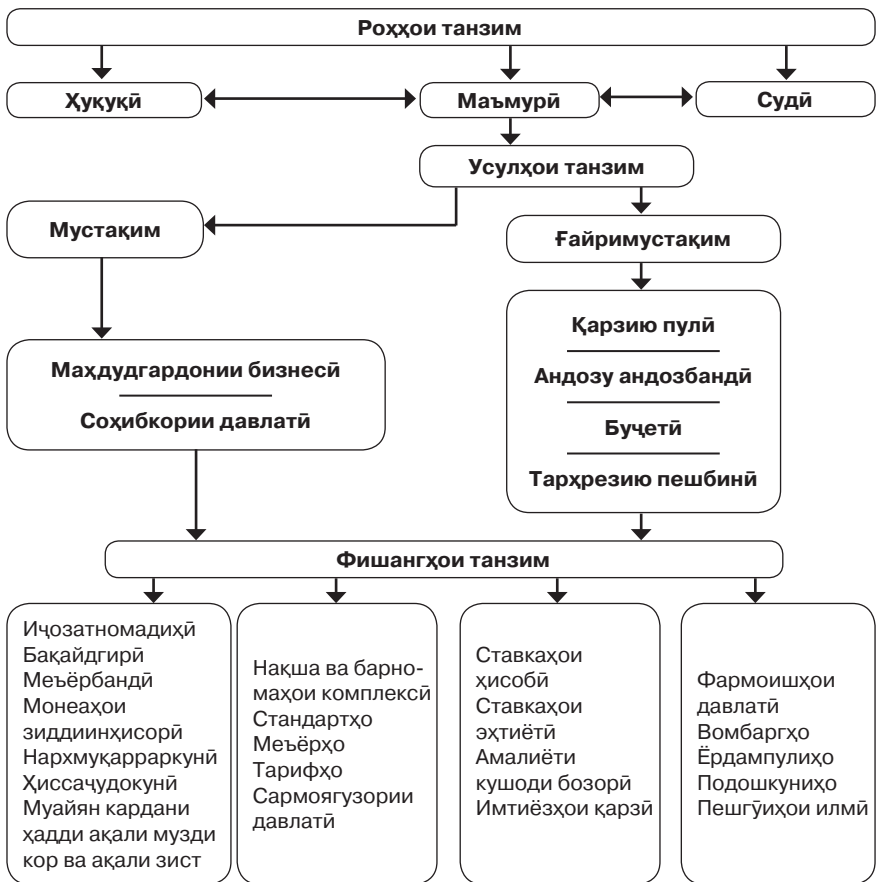 Роҳҳои танзим
Ҳуқуқӣ
Маъмурӣ
Судӣ
Усулҳои танзим
Мустақим
Ғайримустақим
Маҳдудгардонии бизнесӣ
Соҳибкории давлатӣ
Қарзию пулӣ
Андозу андозбандӣ
Буҷетӣ
Тарҳрезию пешбинӣ
Фишангҳои танзим
Иҷозатномадиҳӣ
Бақайдгирӣ
Меъёрбандӣ
Монеаҳои
зиддиинҳисорӣ
Нархмуқарраркунӣ
Ҳиссаҷудокунӣ
Муайян кардани
ҳадди ақали музди
кор ва ақали зист
Нақша ва барно-
маҳои комплексӣ
Стандартҳо
Меъёрҳо
Тарифҳо
Сармоягузории
давлатӣ
Ставкаҳои
ҳисобӣ
Ставкаҳои
эҳтиётӣ
Амалиёти
кушоди бозорӣ
Имтиёзҳои қарзӣ
Фармоишҳои
давлатӣ
Вомбаргҳо
Ёрдампулиҳо
Подошкуниҳо
Пешгӯиҳои илмӣ